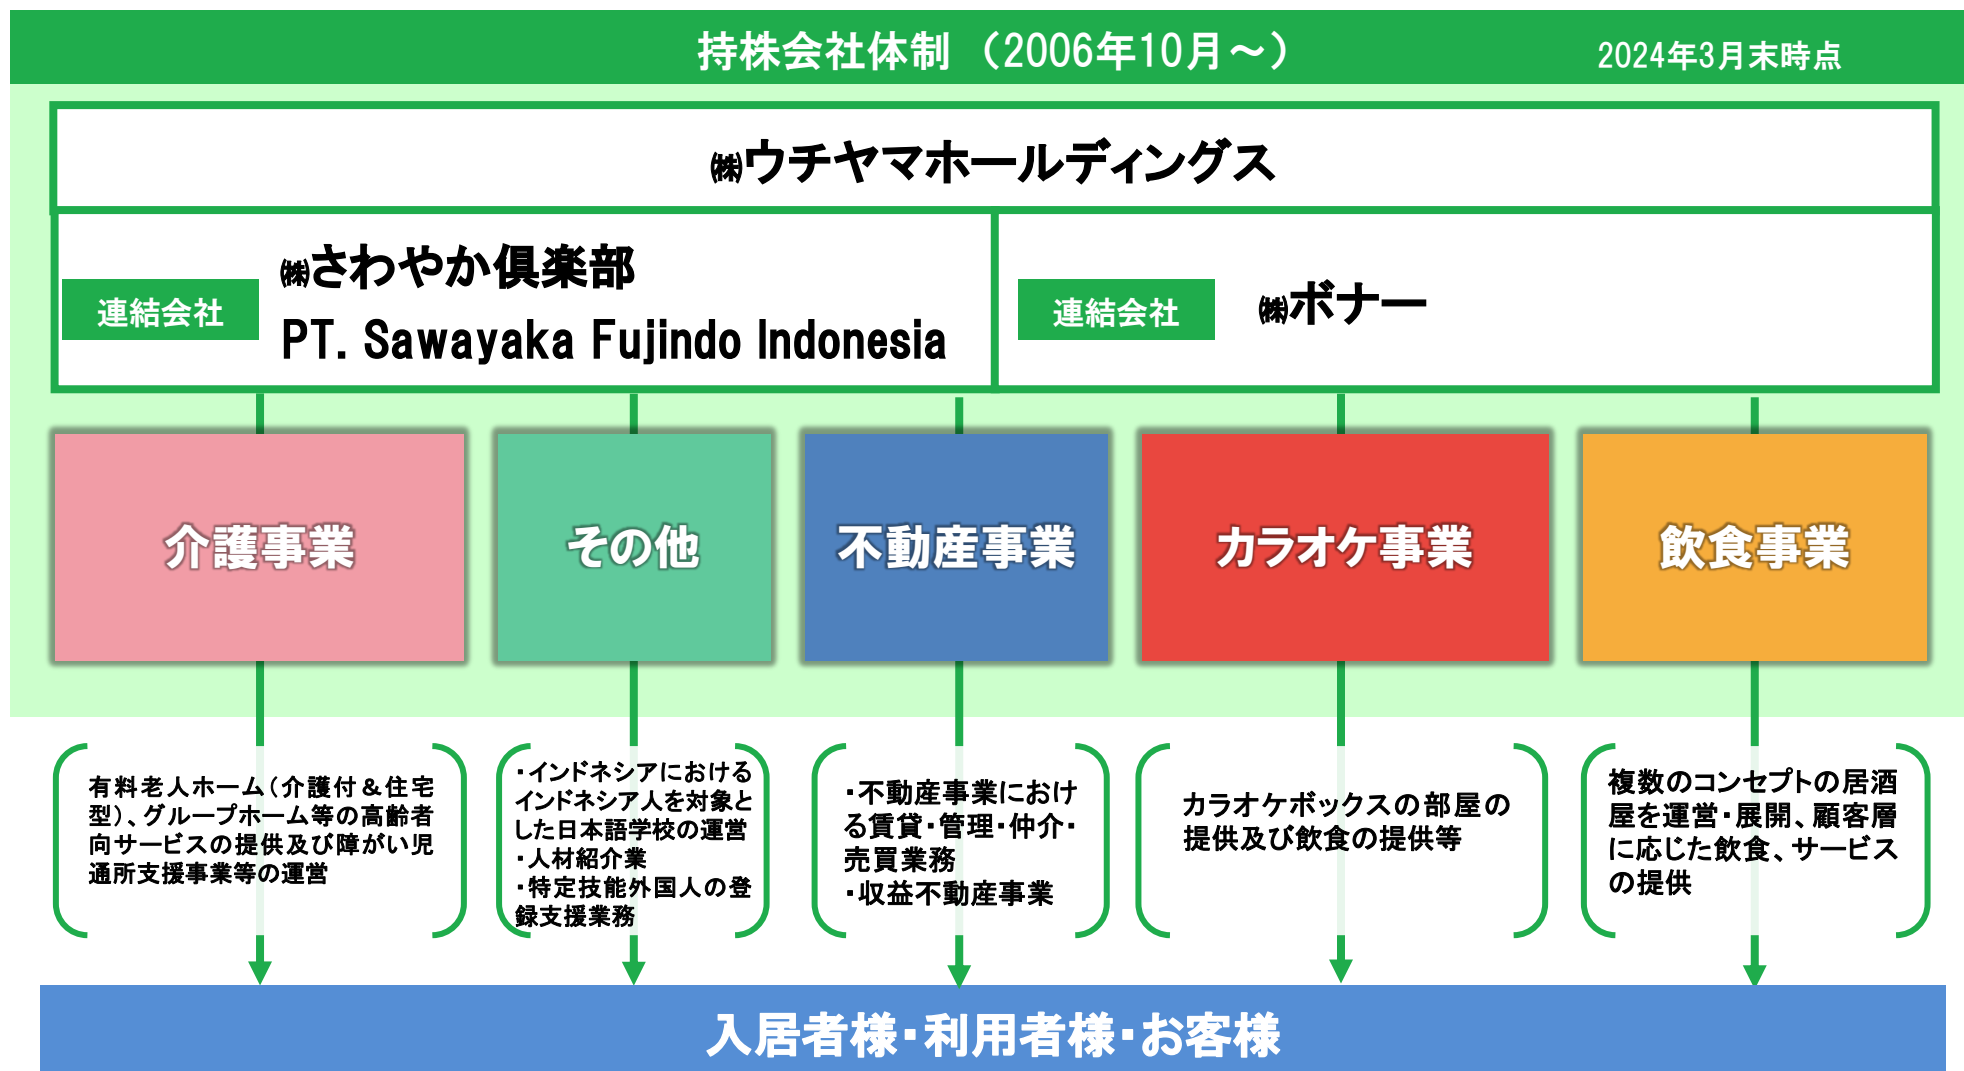 持株会社体制 （2006年10月～）
2024年3月末時点
㈱ウチヤマホールディングス
連結会社
㈱さわやか俱楽部
PT. Sawayaka Fujindo Indonesia
連結会社
㈱ボナー
介護事業
その他
不動産事業
カラオケ事業
飲食事業
有料老人ホーム（介護付＆住宅
型）、グループホーム等の高齢者
向サービスの提供及び障がい児
通所支援事業等の運営
・インドネシアにおける
インドネシア人を対象と
した日本語学校の運営
・人材紹介業
・特定技能外国人の登
録支援業務
・不動産事業におけ
る賃貸・管理・仲介・
売買業務
・収益不動産事業
カラオケボックスの部屋の
提供及び飲食の提供等
複数のコンセプトの居酒
屋を運営・展開、顧客層
に応じた飲食、サービス
の提供
入居者様・利用者様・お客様